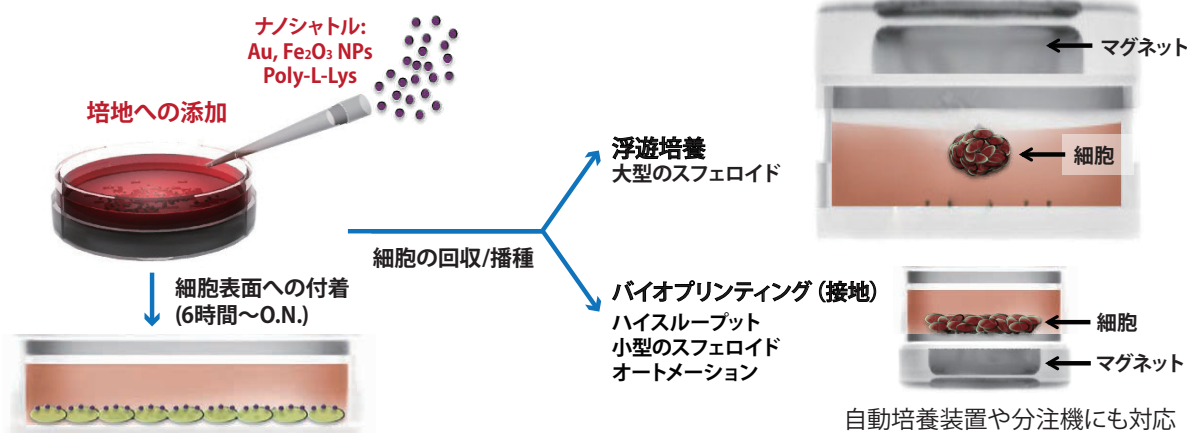 ナノシャトル:
Au, Fe₂O₃ NPs
Poly-L-Lys
培地への添加
細胞表面への付着
(6時間〜O.N.)
細胞の回収/播種
浮遊培養
大型のスフェロイド
マグネット
細胞
バイオプリンティング (接地)
ハイスループット
小型のスフェロイド
オートメーション
細胞
マグネット
自動培養装置や分注機にも対応